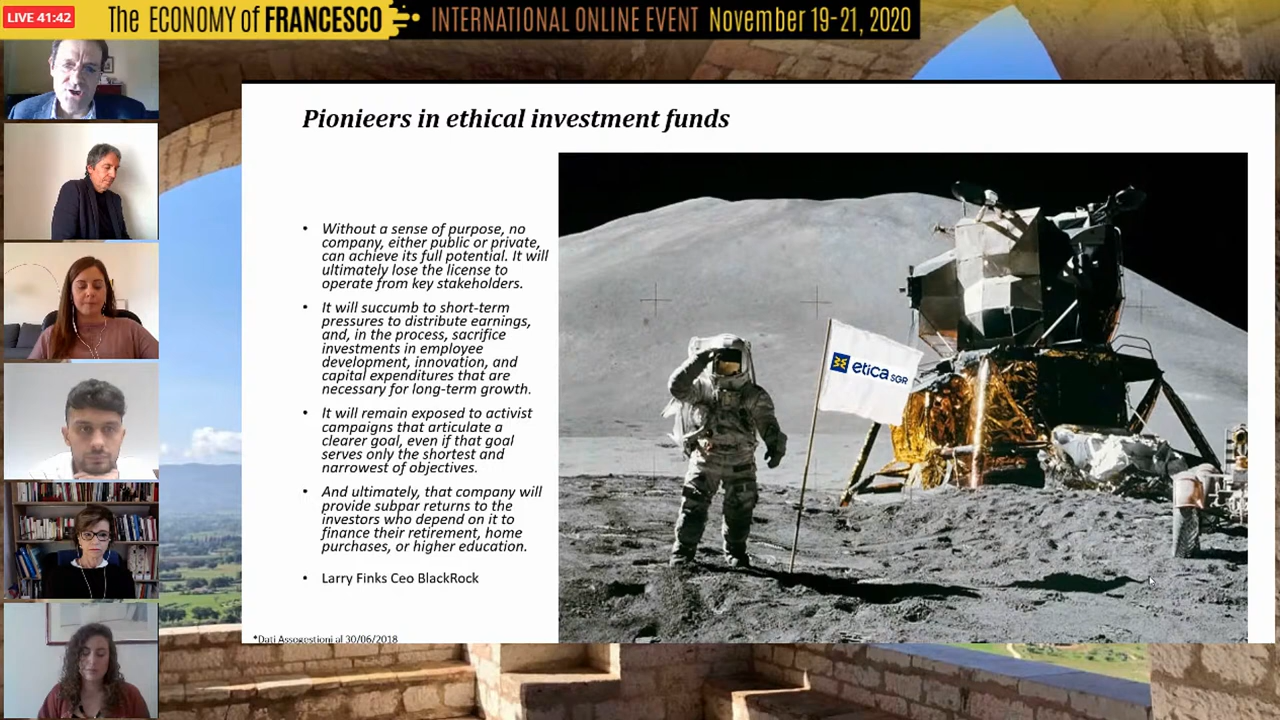 LIVE 41:42
The ECONOMY of FRANCESCO
INTERNATIONAL ONLINE EVENT November 19-21, 2020
Pionieers in ethical investment funds
• Without a sense of purpose, no
company, either public or private,
can achieve its full potential. It will
ultimately lose the license to
operate from key stakeholders.
• It will succumb to short-term
pressures to distribute earnings,
and, in the process, sacrifice
investments in employee
development, innovation, and
capital expenditures that are
necessary for long-term growth.
• It will remain exposed to activist
campaigns that articulate a
clearer goal, even if that goal
serves only the shortest and
narrowest of objectives.
• And ultimately, that company will
provide subpar returns to the
investors who depend on it to
finance their retirement, home
purchases, or higher education.
• Larry Finks Ceo BlackRock
etica SGR
*Dati Assogestioni al 30/06/2018